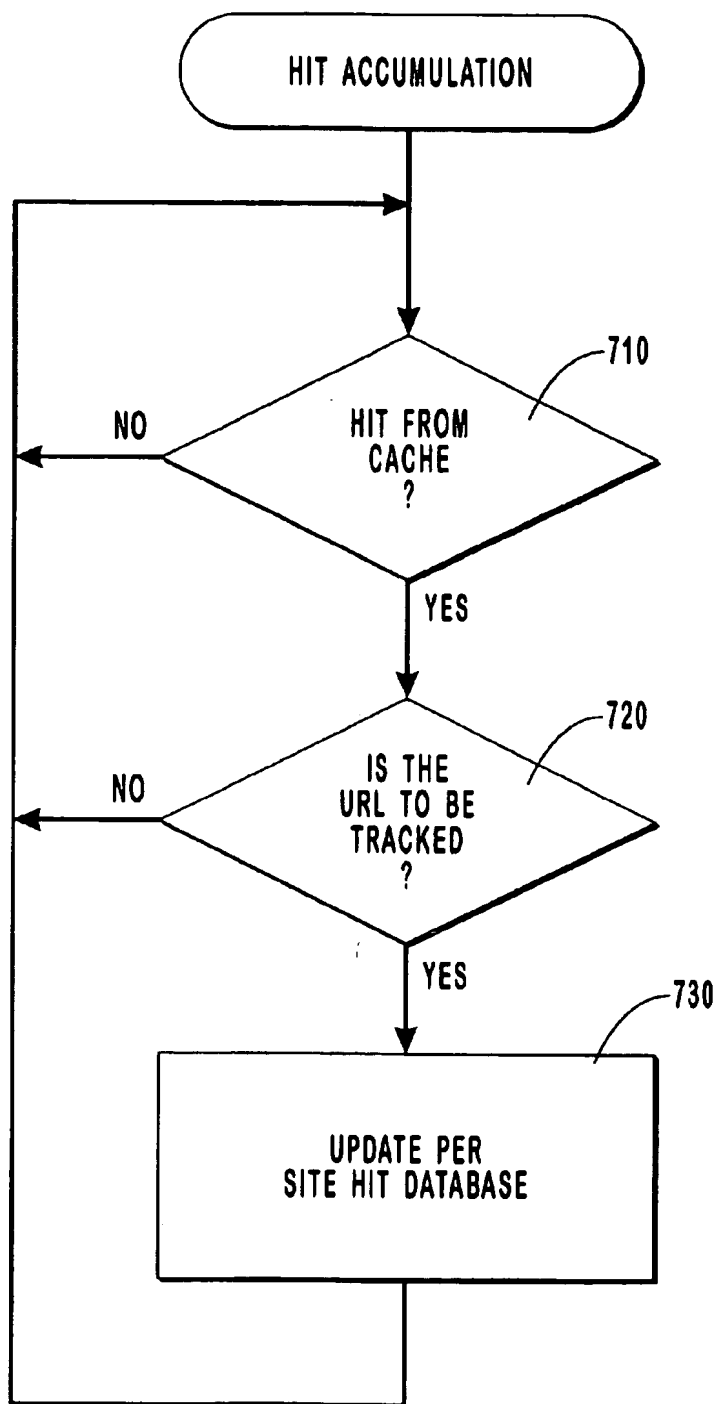 HIT ACCUMULATION
710
HIT FROM
CACHE
?
NO
YES
720
IS THE
URL TO BE
TRACKED
?
NO
YES
730
UPDATE PER
SITE HIT DATABASE